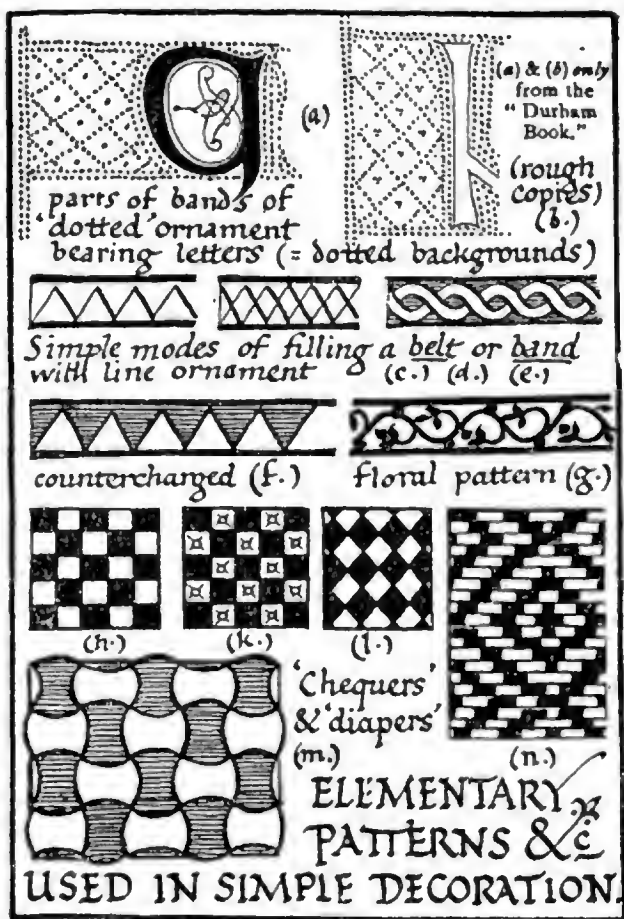 (a)
(a) & (b) only
from the
"Durham
Book."
(rough
copies)
(b.)
parts of bands of
'dotted' ornament
bearing letters (= dotted backgrounds)
Simple modes of filling a belt or band
with line ornament (c.) (d.) (e.)
countercharged (f.)
floral pattern (g.)
(h.)
(k.)
(l.)
'Chequers'
& 'diapers'
(m.)
(n.)
ELEMENTARY
PATTERNS &c
USED IN SIMPLE DECORATION.